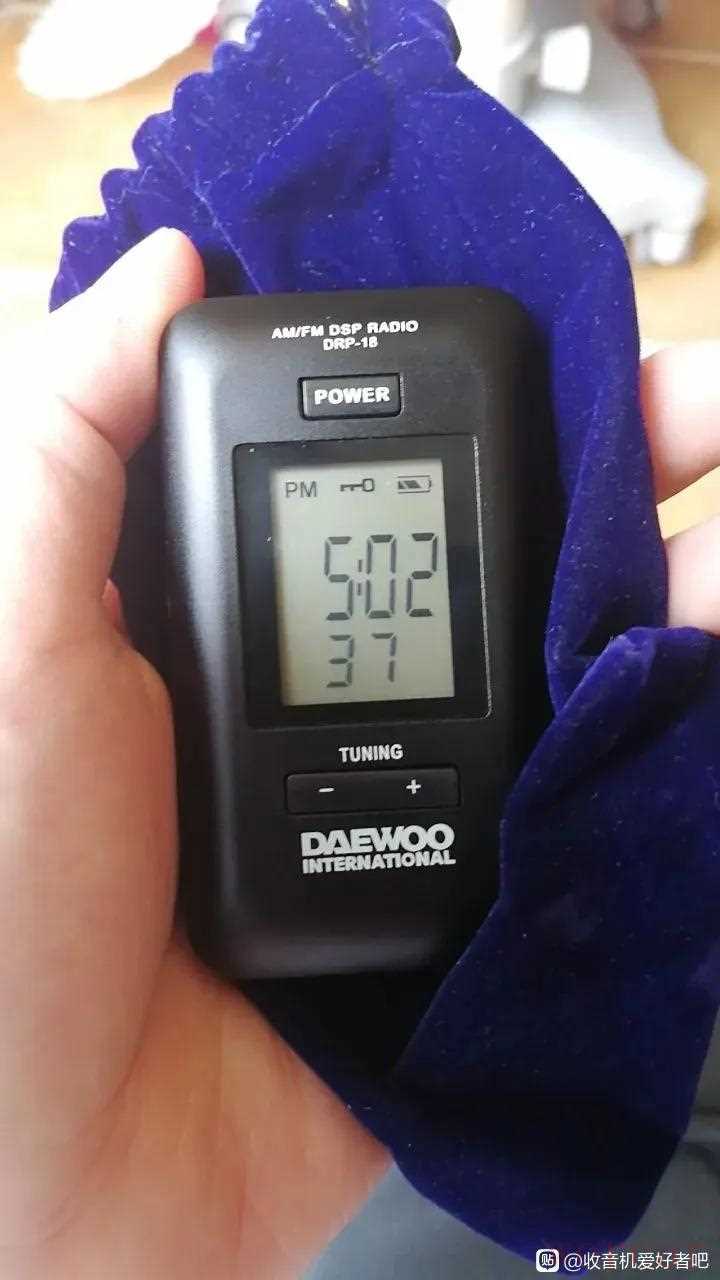 AM/FM DSP RADIO
DRP-18
POWER
PM
5:02
37
TUNING
- +
DAEWOO
INTERNATIONAL
贴 @收音机爱好者吧